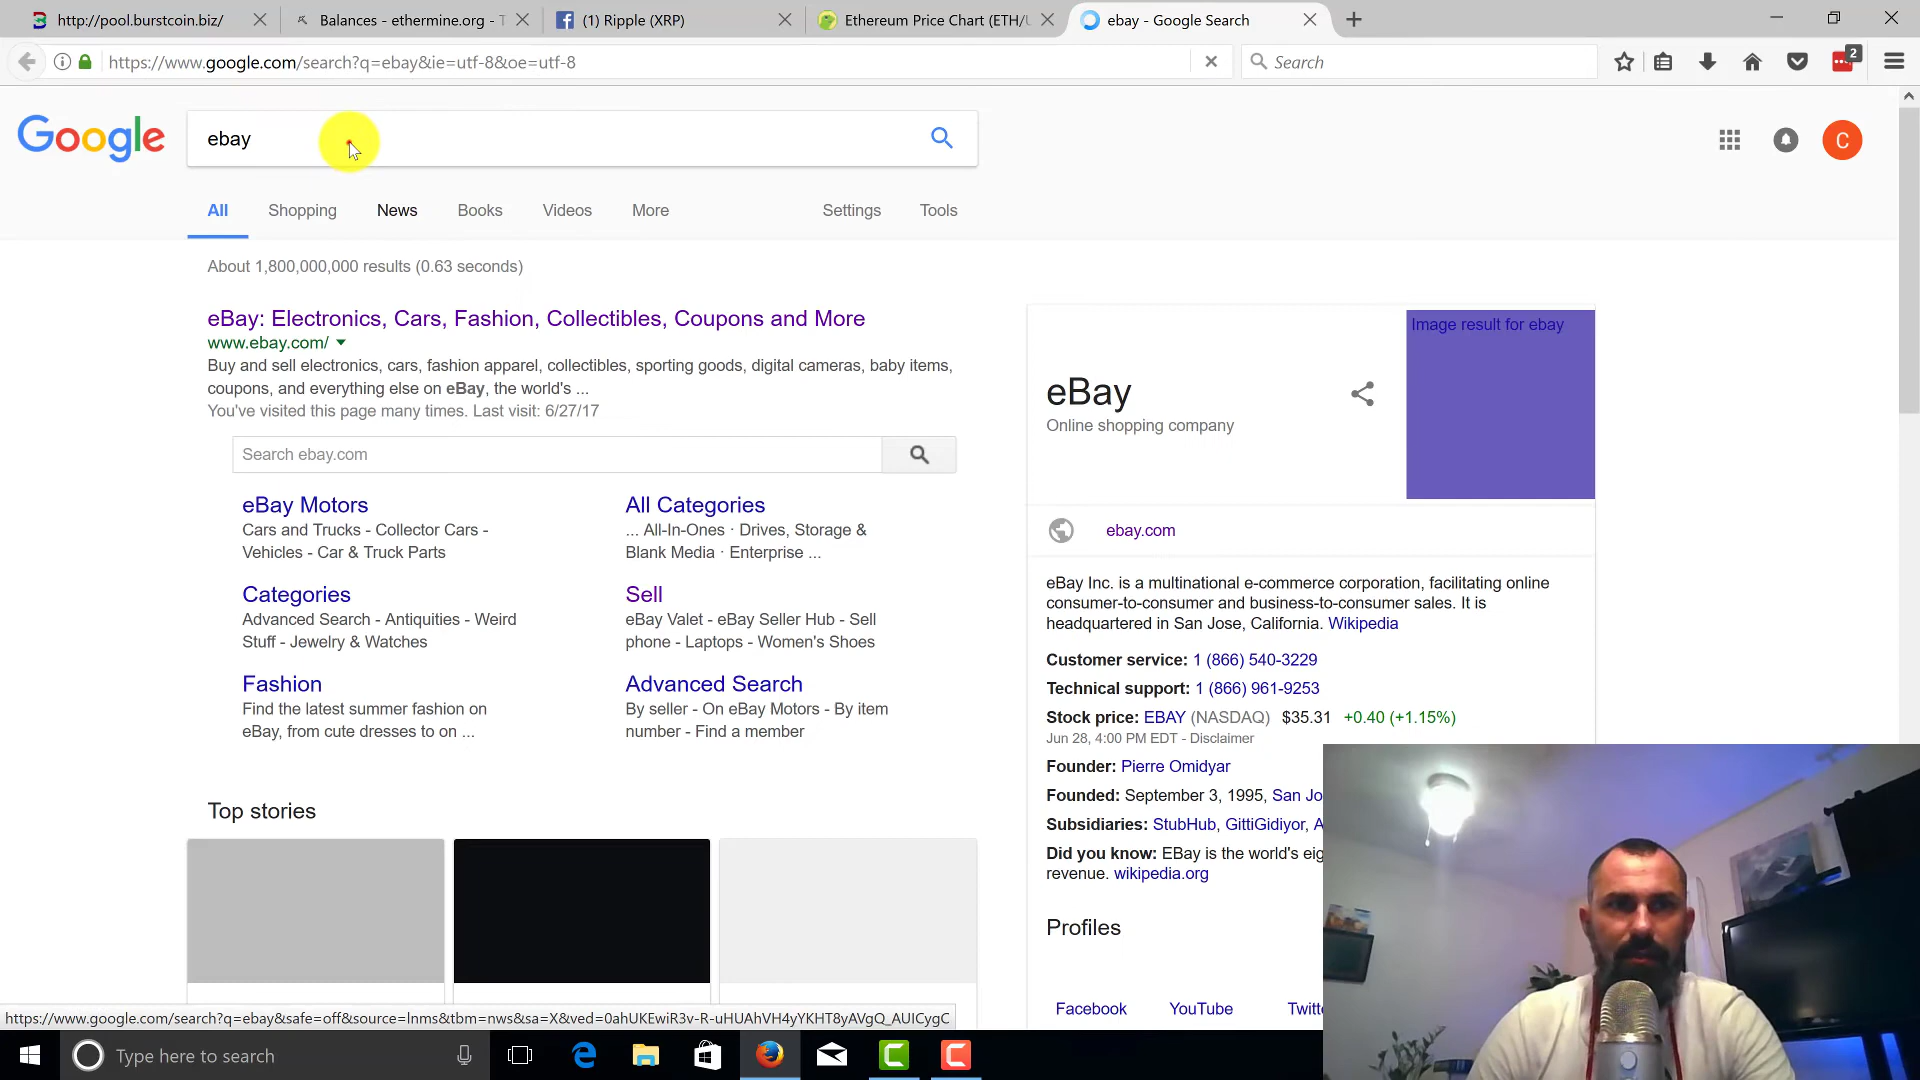 http://pool.burstcoin.biz/
Balances - ethermine.org - T
(1) Ripple (XRP)
Ethereum Price Chart (ETH/U
ebay - Google Search
https://www.google.com/search?q=ebay&ie=utf-8&oe=utf-8
Search
2
Google
ebay
C
All
Shopping
News
Books
Videos
More
Settings
Tools
About 1,800,000,000 results (0.63 seconds)
eBay: Electronics, Cars, Fashion, Collectibles, Coupons and More
www.ebay.com/
Buy and sell electronics, cars, fashion apparel, collectibles, sporting goods, digital cameras, baby items,
coupons, and everything else on eBay, the world's ...
You've visited this page many times. Last visit: 6/27/17
Search ebay.com
eBay Motors
Cars and Trucks - Collector Cars -
Vehicles - Car & Truck Parts
All Categories
... All-In-Ones · Drives, Storage &
Blank Media · Enterprise ...
Categories
Advanced Search - Antiquities - Weird
Stuff - Jewelry & Watches
Sell
eBay Valet - eBay Seller Hub - Sell
phone - Laptops - Women's Shoes
Fashion
Find the latest summer fashion on
eBay, from cute dresses to on ...
Advanced Search
By seller - On eBay Motors - By item
number - Find a member
Top stories
Image result for ebay
eBay
Online shopping company
ebay.com
eBay Inc. is a multinational e-commerce corporation, facilitating online
consumer-to-consumer and business-to-consumer sales. It is
headquartered in San Jose, California. Wikipedia
Customer service: 1 (866) 540-3229
Technical support: 1 (866) 961-9253
Stock price: EBAY (NASDAQ) $35.31 +0.40 (+1.15%)
Jun 28, 4:00 PM EDT - Disclaimer
Founder: Pierre Omidyar
Founded: September 3, 1995, San Jo
Subsidiaries: StubHub, GittiGidiyor, A
Did you know: EBay is the world's eig
revenue. wikipedia.org
Profiles
Facebook
YouTube
Twitt
https://www.google.com/search?q=ebay&safe=off&source=lnms&tbm=nws&sa=X&ved=0ahUKEwiR3v-R-uHUAhVH4yYKHT8yAVgQ_AUICygC
Type here to search